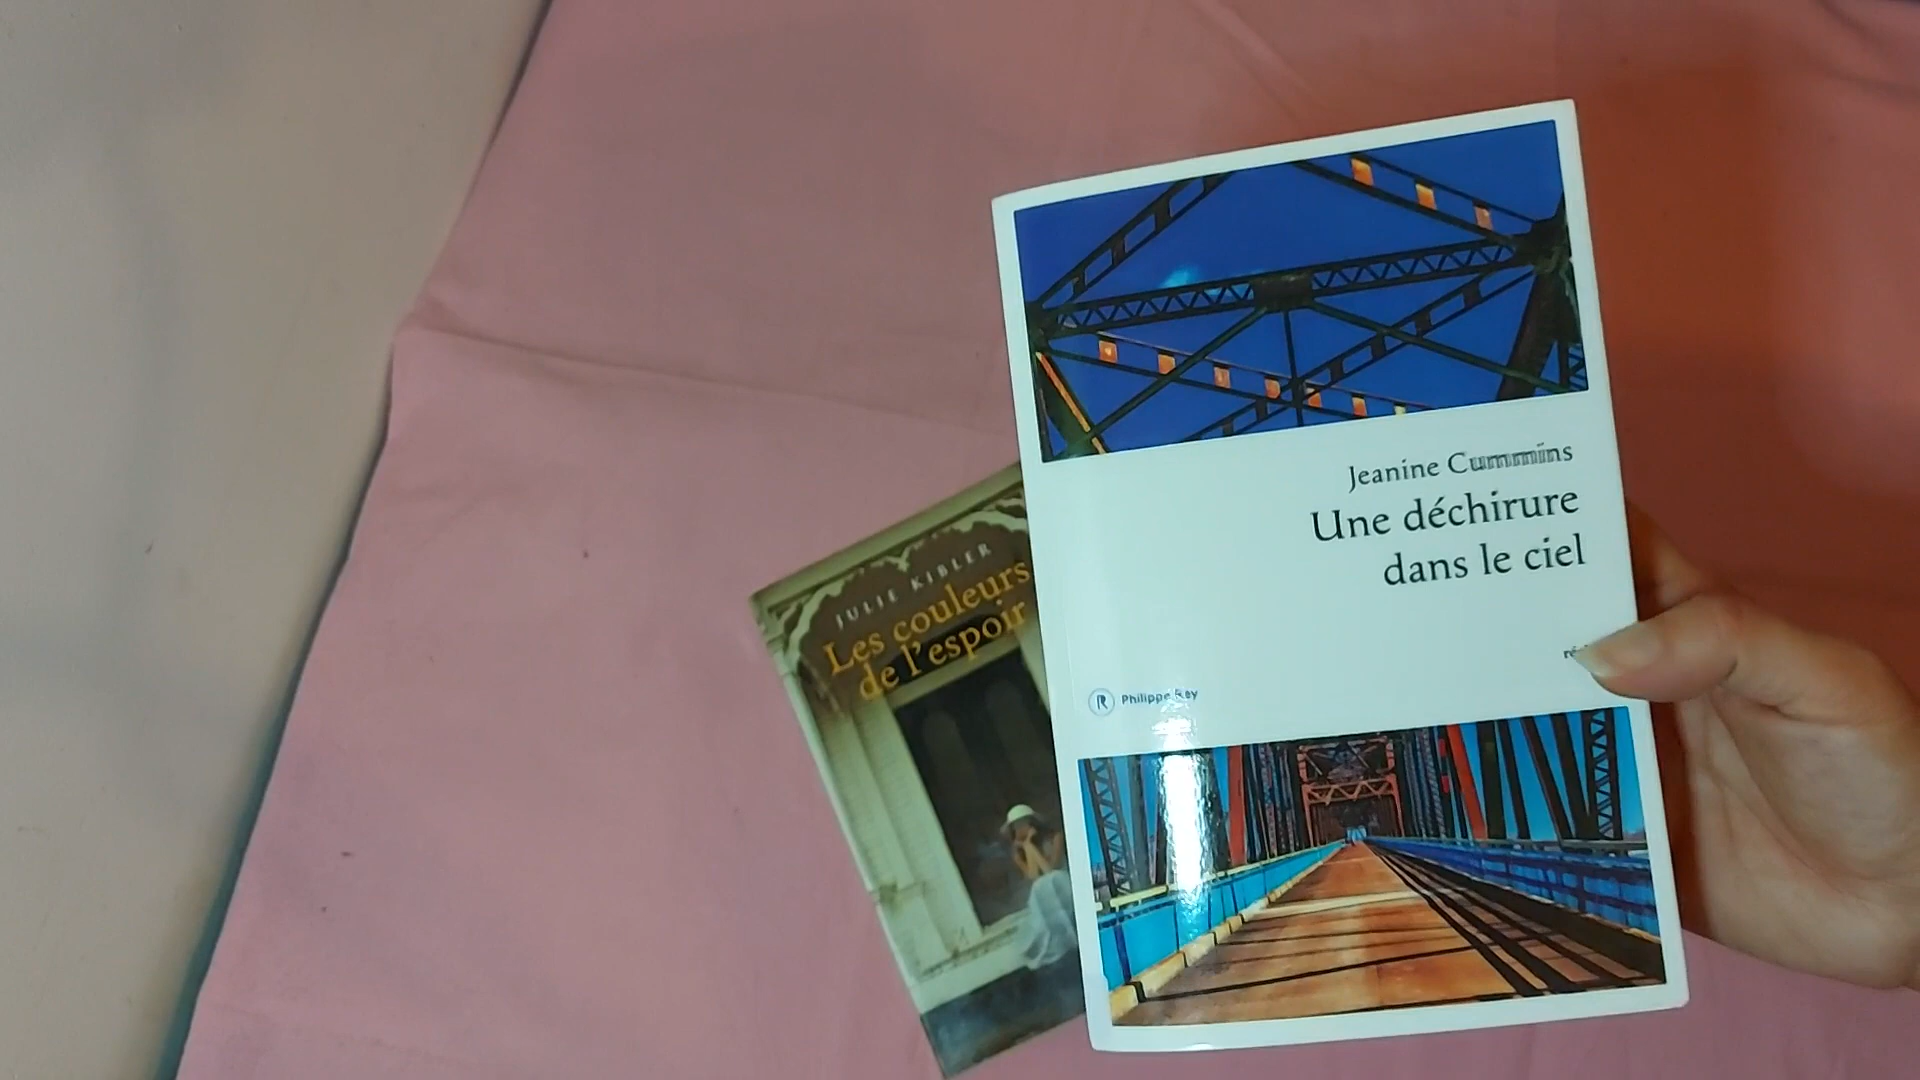 Jeanine Cummins
Une déchirure
dans le ciel
Philippe Rey
JULIE KIBLER
Les couleurs
de l'espoir